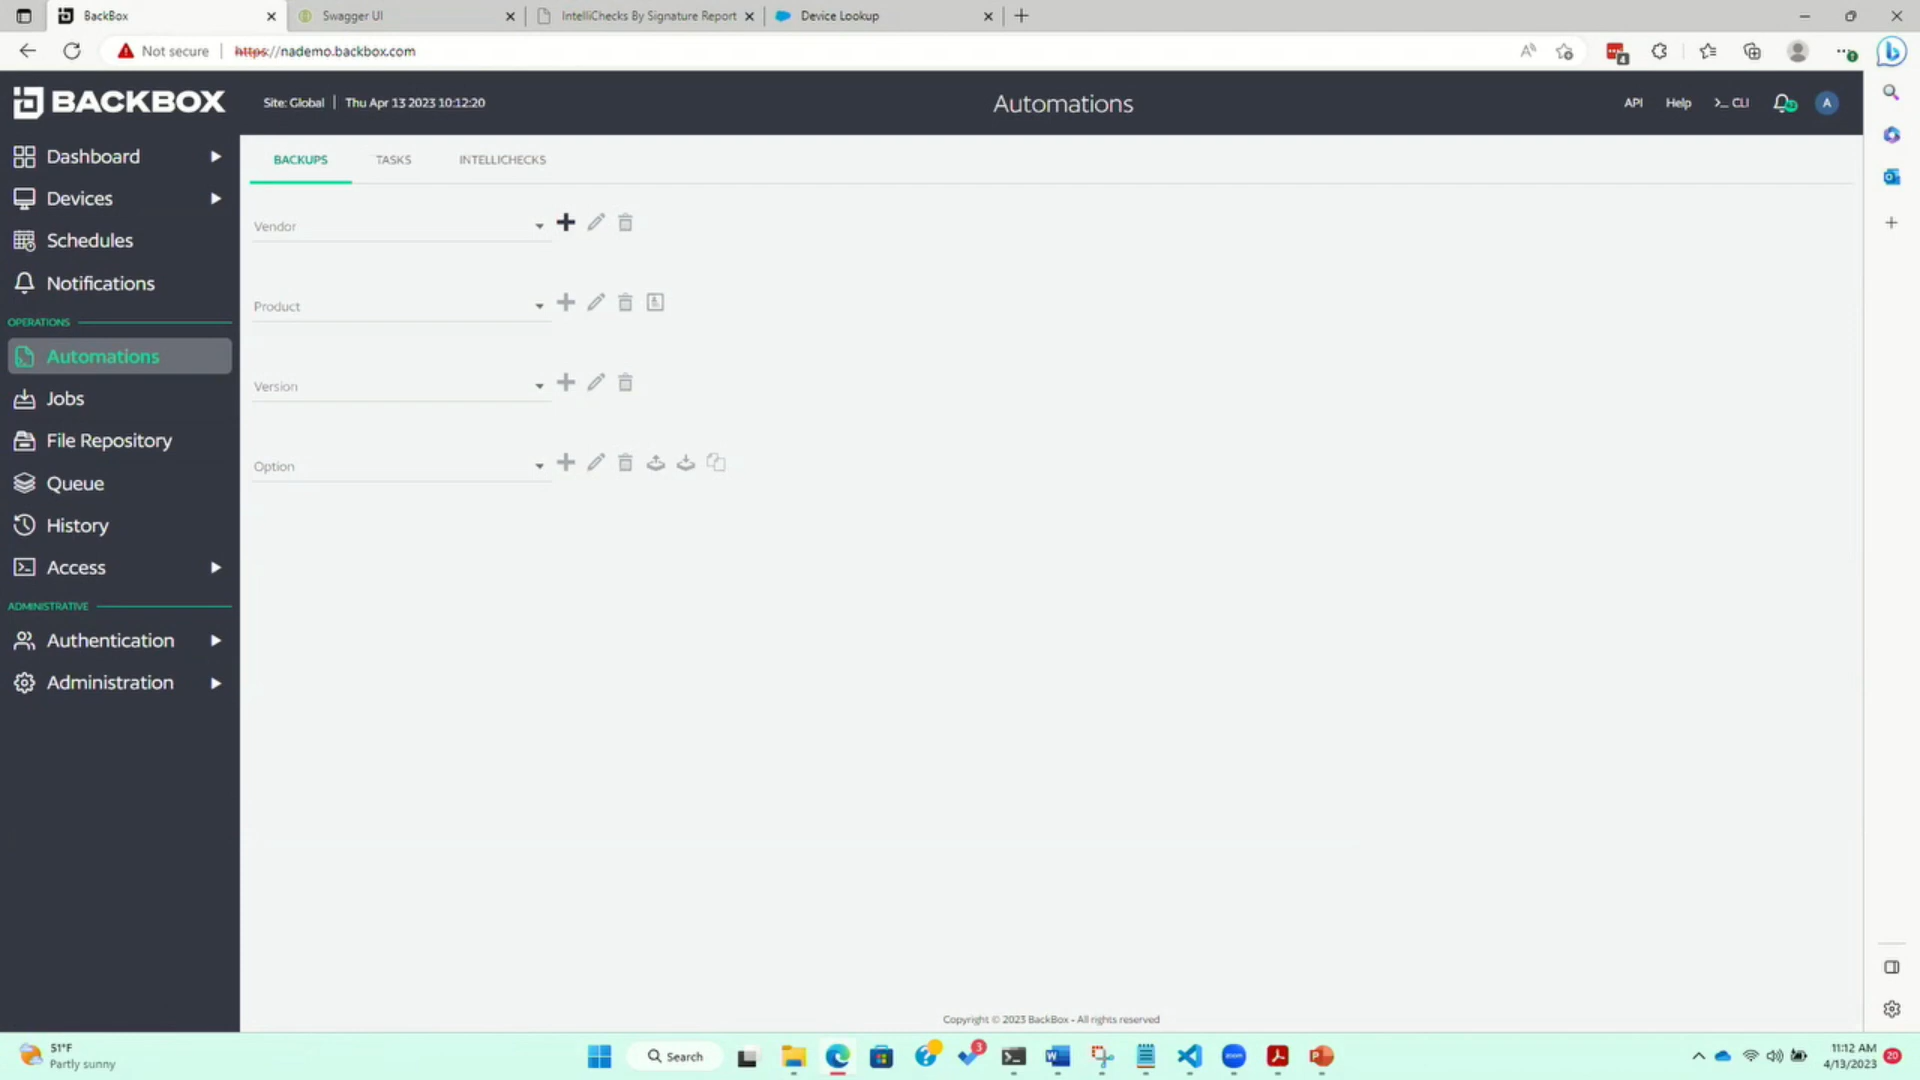 BackBox
Swagger UI
IntelliChecks By Signature Report
Device Lookup
Not secure
https://nademo.backbox.com
BACKBOX
Site: Global
Thu Apr 13 2023 10:12:20
Automations
API
Help
>_ CLI
A
Dashboard
Devices
Schedules
Notifications
OPERATIONS
Automations
Jobs
File Repository
Queue
History
Access
ADMINISTRATIVE
Authentication
Administration
BACKUPS
TASKS
INTELLICHECKS
Vendor
Product
Version
Option
Copyright © 2023 BackBox - All rights reserved
51°F
Partly sunny
Search
3
zoom
11:12 AM
4/13/2023
20